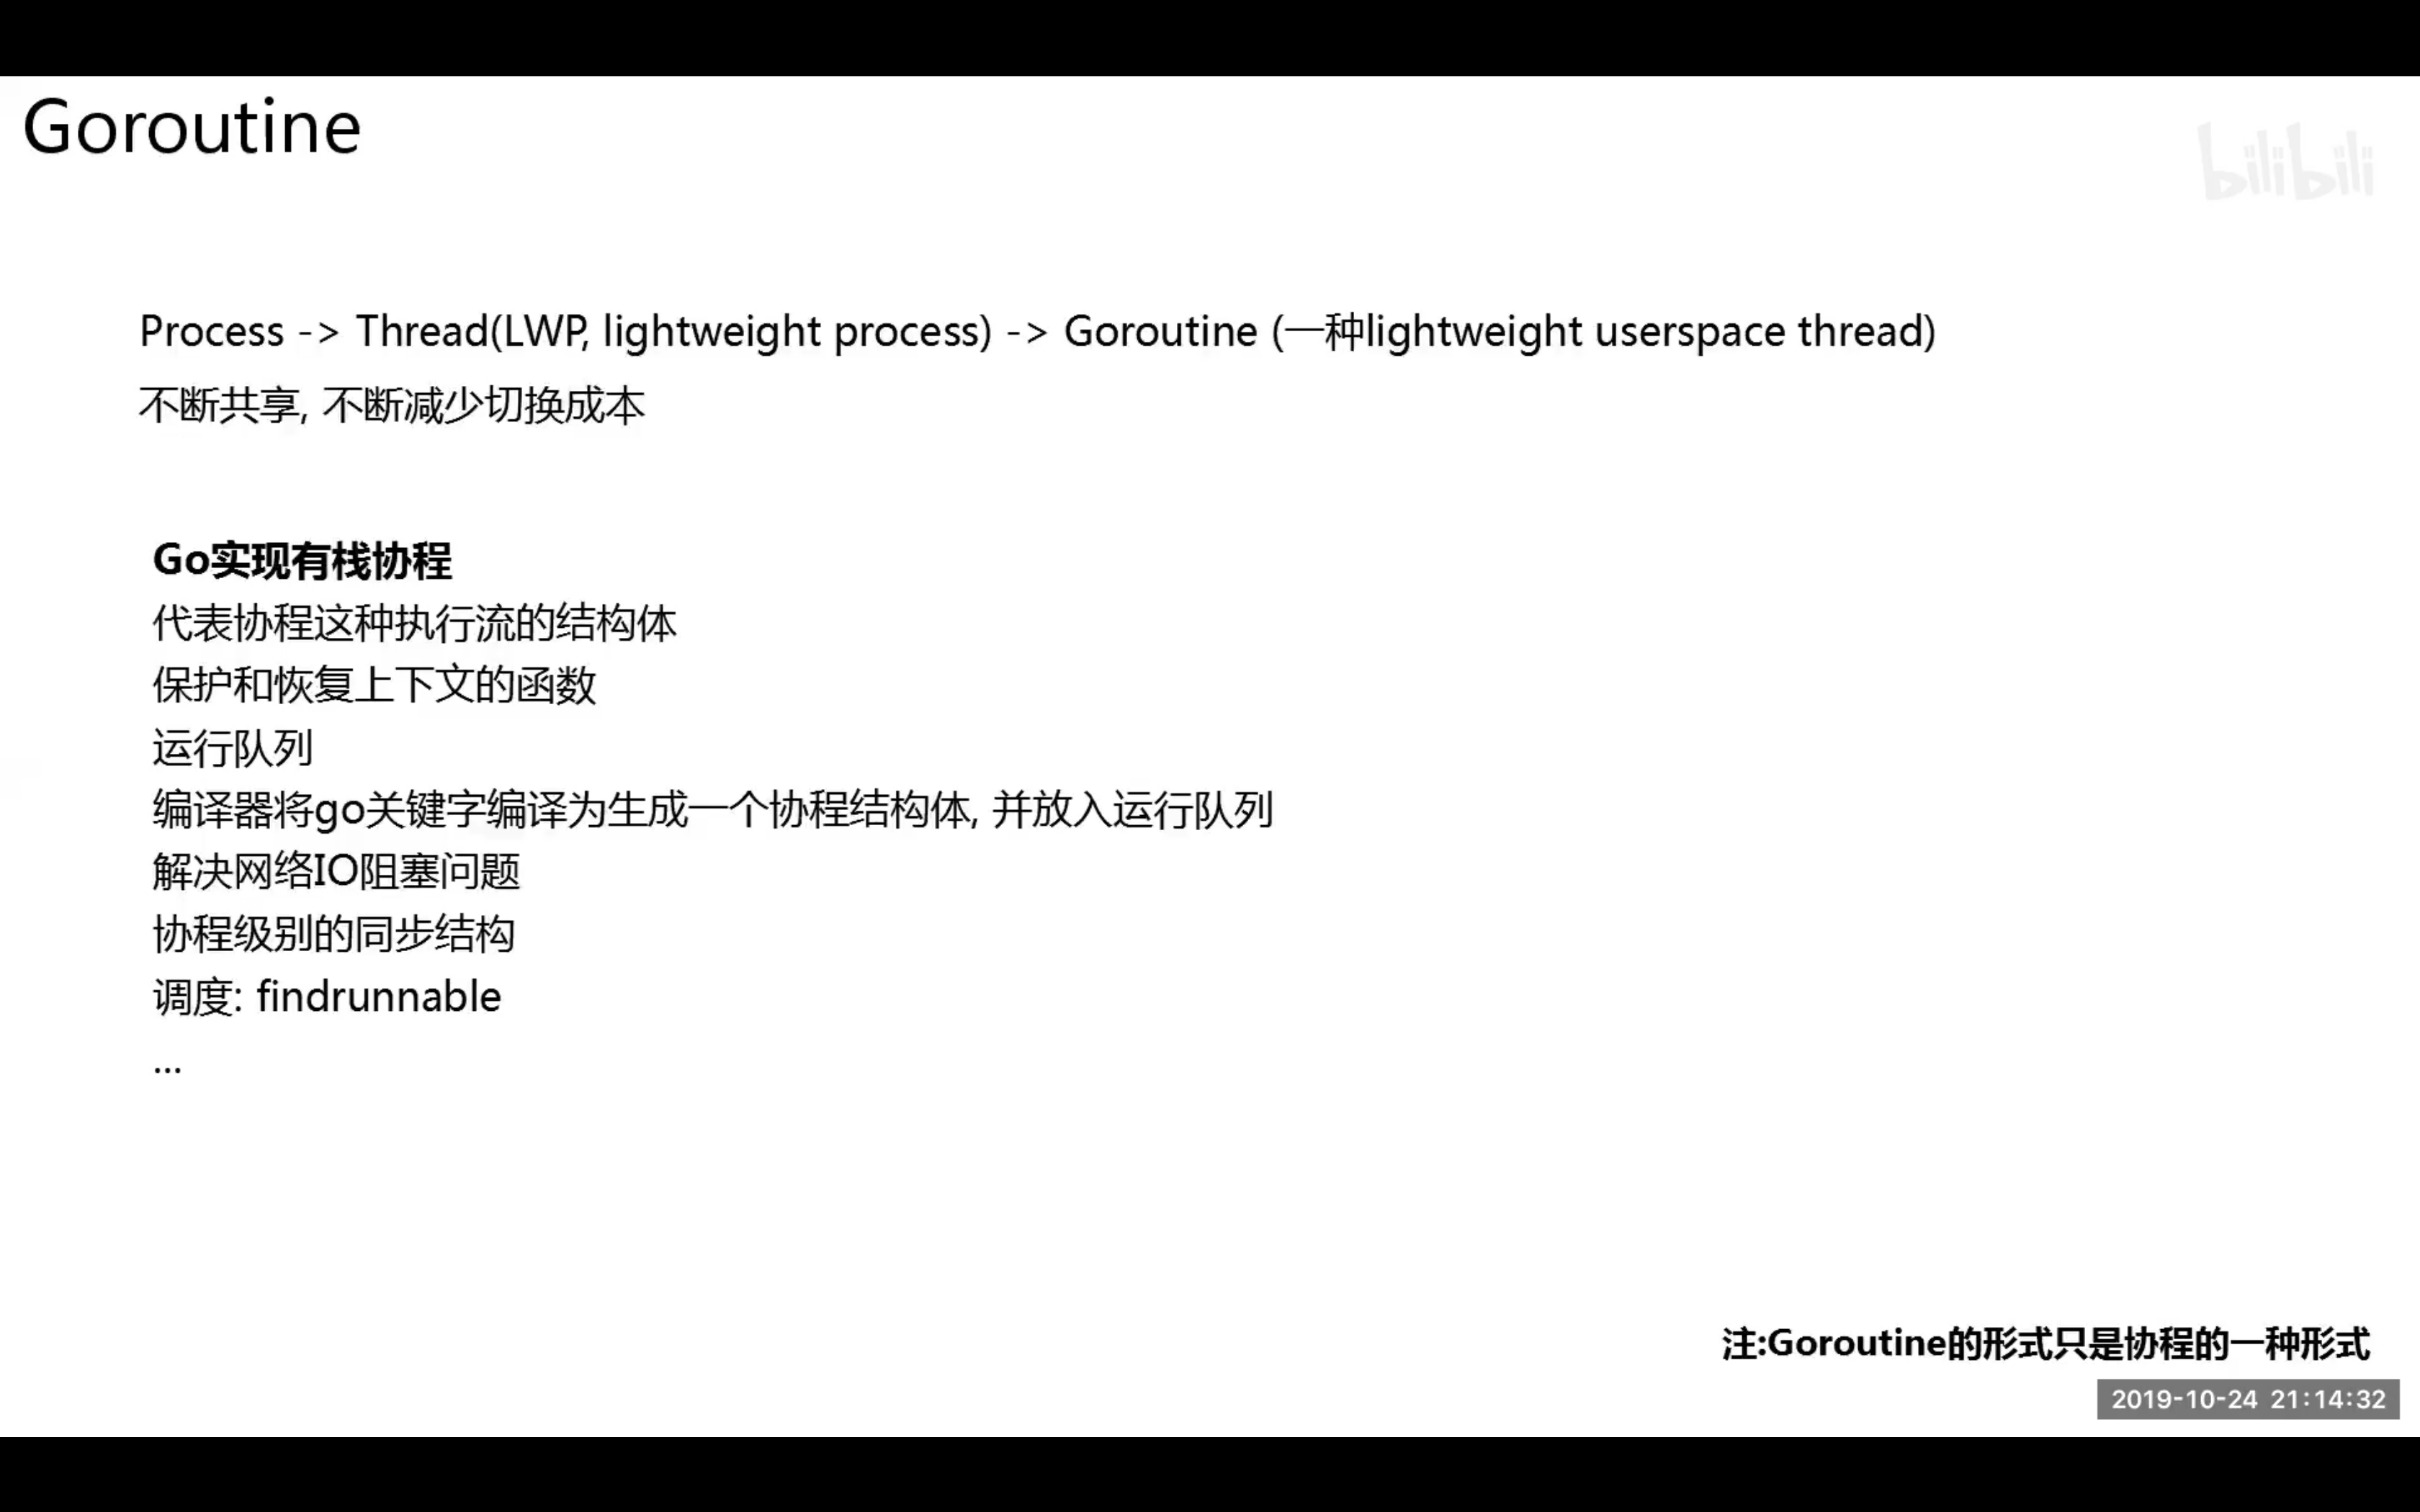 Goroutine
bilibili
Process -> Thread(LWP, lightweight process) -> Goroutine (一种lightweight userspace thread)
不断共享, 不断减少切换成本
Go实现有栈协程
代表协程这种执行流的结构体
保护和恢复上下文的函数
运行队列
编译器将go关键字编译为生成一个协程结构体, 并放入运行队列
解决网络IO阻塞问题
协程级别的同步结构
调度: findrunnable
...
注:Goroutine的形式只是协程的一种形式
2019-10-24 21:14:32